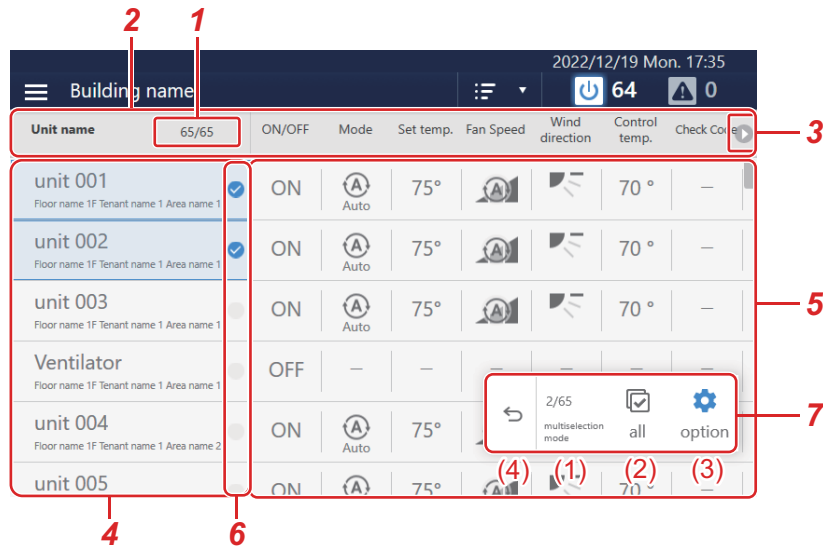 2 1
2022/12/19 Mon. 17:35
Building name 64 0
Unit name 65/65 ON/OFF Mode Set temp. Fan Speed Wind direction Control temp. Check Code 3
unit 001 ON A Auto 75° A 70 ° –
Floor name 1F Tenant name 1 Area name 1
unit 002 ON A Auto 75° A 70 ° –
Floor name 1F Tenant name 1 Area name 1
unit 003 ON A Auto 75° A 70 ° – 5
Floor name 1F Tenant name 1 Area name 1
Ventilator OFF – – – – – –
Floor name 1F Tenant name 1 Area name 1
2/65 multiselection mode all option 7
unit 004 ON A Auto 75°
Floor name 1F Tenant name 1 Area name 2
(4) (1) (2) (3)
unit 005 ON A 75° A 70 ° –
4 6